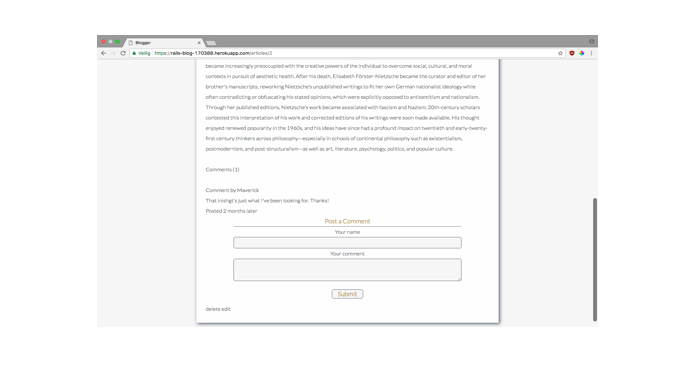 Blogger
Veilig https://rails-blog-170388.herokuapp.com/articles/2
became increasingly preoccupied with the creative powers of the individual to overcome social, cultural, and moral
contexts in pursuit of aesthetic health. After his death, Elisabeth Förster-Nietzsche became the curator and editor of her
brother's manuscripts, reworking Nietzsche's unpublished writings to fit her own German nationalist ideology while
often contradicting or obfuscating his stated opinions, which were explicitly opposed to antisemitism and nationalism.
Through her published editions, Nietzsche's work became associated with fascism and Nazism; 20th-century scholars
contested this interpretation of his work and corrected editions of his writings were soon made available. His thought
enjoyed renewed popularity in the 1960s, and his ideas have since had a profound impact on twentieth and early-twenty-
first century thinkers across philosophy—especially in schools of continental philosophy such as existentialism,
postmodernism, and post-structuralism—as well as art, literature, psychology, politics, and popular culture.
Comments (1)
Comment by Maverick
That inishgt's just what I've been looking for. Thanks!
Posted 2 months later
Post a Comment
Your name
Your comment
Submit
delete edit